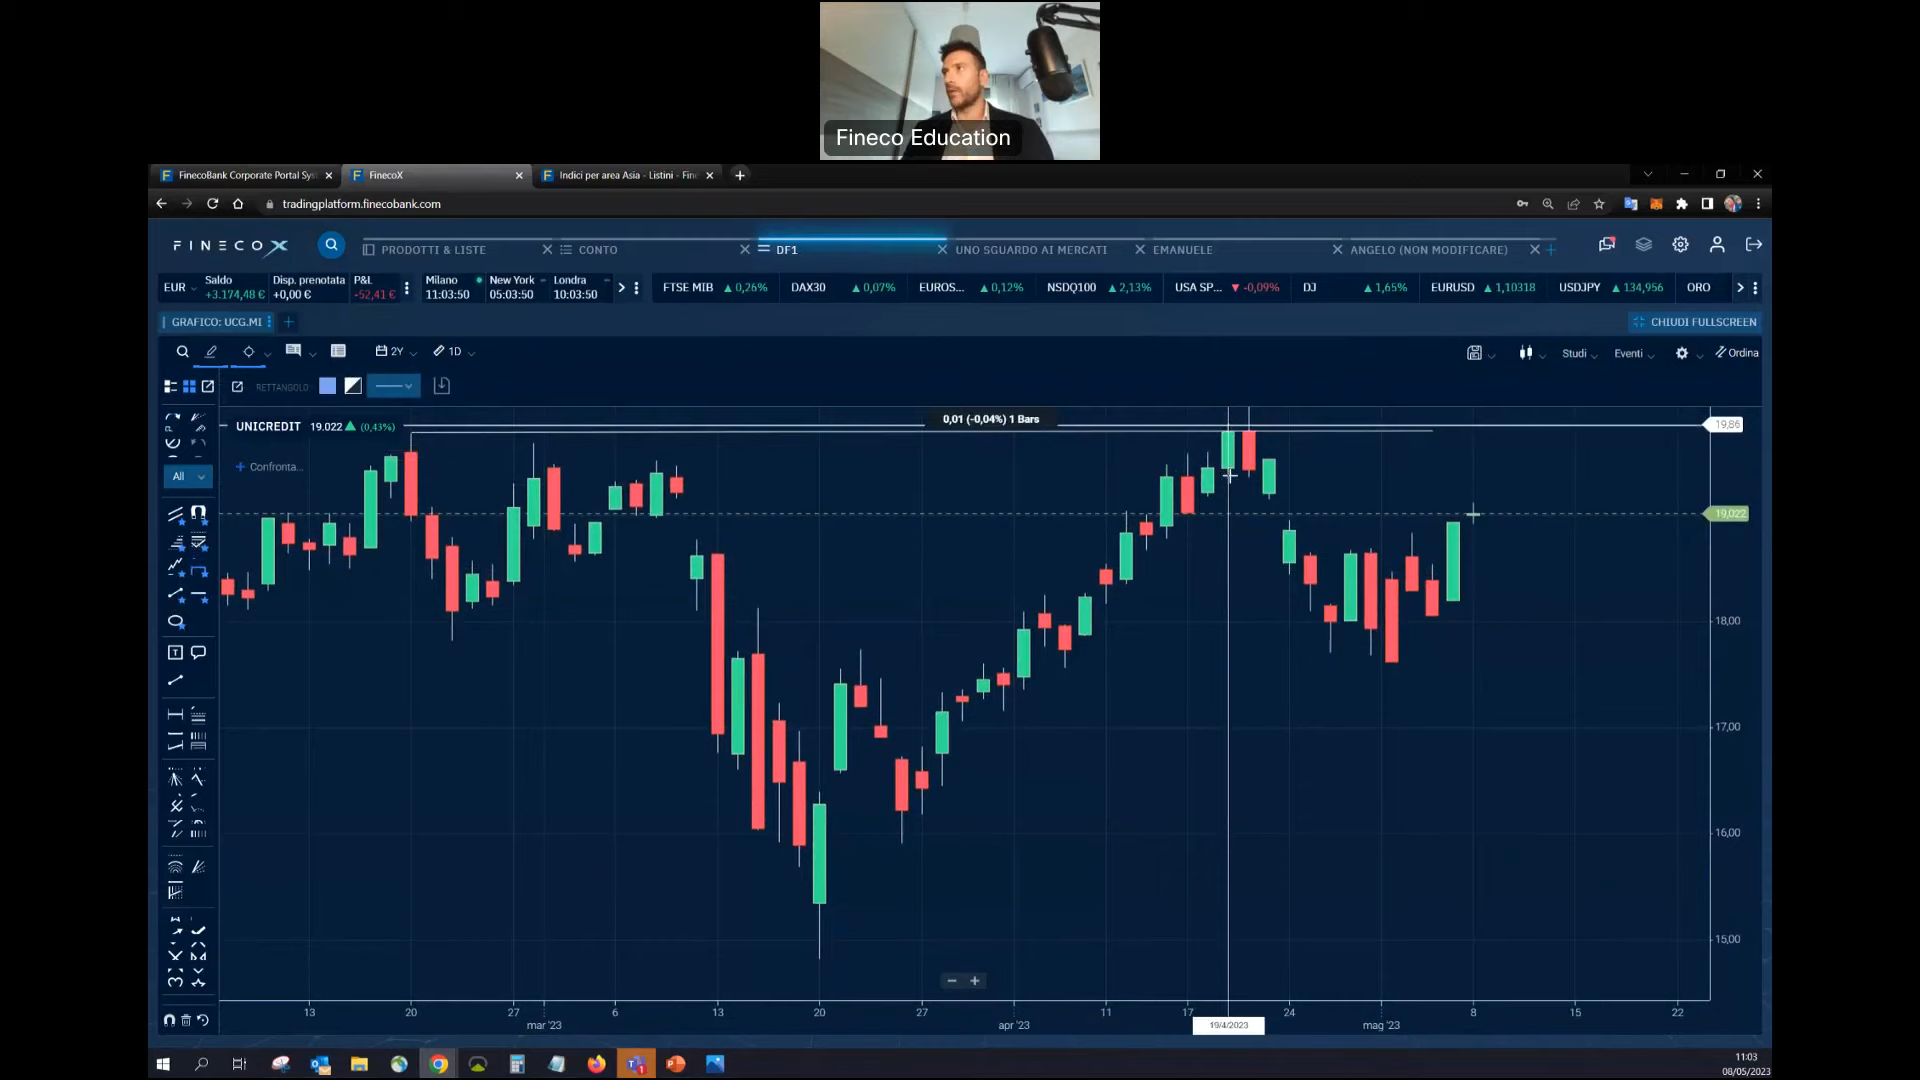 Fineco Education
FinecoBank Corporate Portal Sys
FinecoX
Indici per area Asia - Listini - Fine
tradingplatform.finecobank.com
FINECOX
PRODOTTI & LISTE
CONTO
DF1
UNO SGUARDO AI MERCATI
EMANUELE
ANGELO (NON MODIFICARE)
EUR
Saldo
+3.174,48 €
Disp. prenotata
+0,00 €
P&L
-52,41 €
Milano
11:03:50
New York
05:03:50
Londra
10:03:50
FTSE MIB ▲ 0,26%
DAX30 ▲ 0,07%
EUROS... ▲ 0,12%
NSDQ100 ▲ 2,13%
USA SP... ▼ -0,09%
DJ ▲ 1,65%
EURUSD ▲ 1,10318
USDJPY ▲ 134,956
ORO
GRAFICO: UCG.MI
CHIUDI FULLSCREEN
2Y
1D
Studi
Eventi
Ordina
RETTANGOLO
UNICREDIT 19.022 ▲ (0,43%)
0,01 (-0,04%) 1 Bars
19,86
+ Confronta...
All
19,022
18,00
17,00
16,00
15,00
13 20 27 6 13 20 27 11 17 24 8 15 22
mar '23 apr '23 19/4/2023 mag '23
11:03
08/05/2023